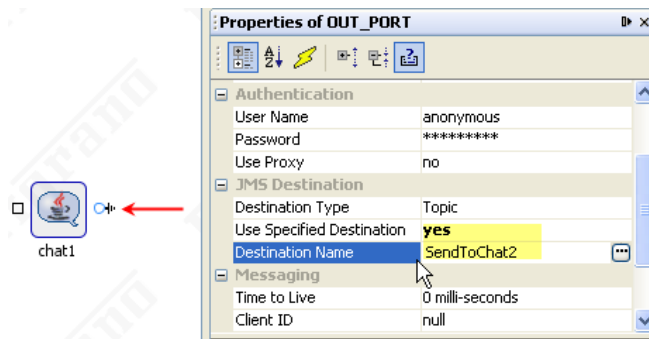 Properties of OUT_PORT
Authentication
User Name anonymous
Password *********
Use Proxy no
JMS Destination
Destination Type Topic
Use Specified Destination yes
Destination Name SendToChat2
Messaging
Time to Live 0 milli-seconds
Client ID null
chat1